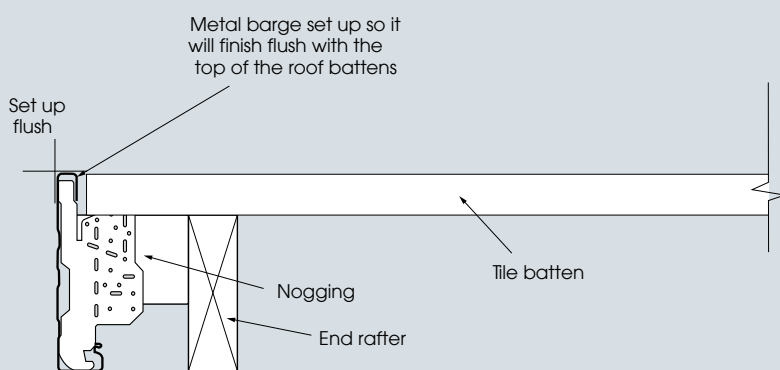 Metal barge set up so it
will finish flush with the
top of the roof battens
Set up
flush
Tile batten
Nogging
End rafter